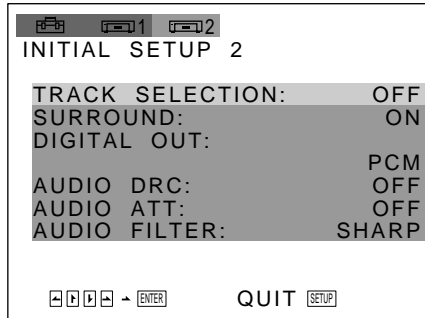 1 2
INITIAL SETUP 2
TRACK SELECTION: OFF
SURROUND: ON
DIGITAL OUT:
PCM
AUDIO DRC: OFF
AUDIO ATT: OFF
AUDIO FILTER: SHARP
ENTER QUIT SETUP